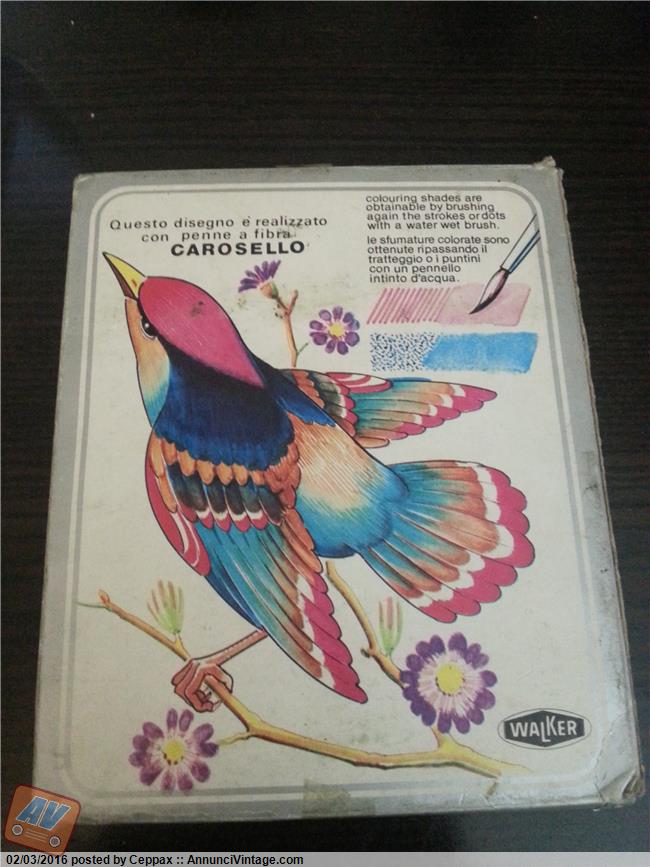 Questo disegno e' realizzato
con penne a fibra
CAROSELLO
colouring shades are
obtainable by brushing
again the strokes or dots
with a water wet brush.
le sfumature colorate sono
ottenute ripassando il
tratteggio o i puntini
con un pennello
intinto d'acqua.
WALKER
AV
02/03/2016 posted by Ceppax :: AnnunciVintage.com